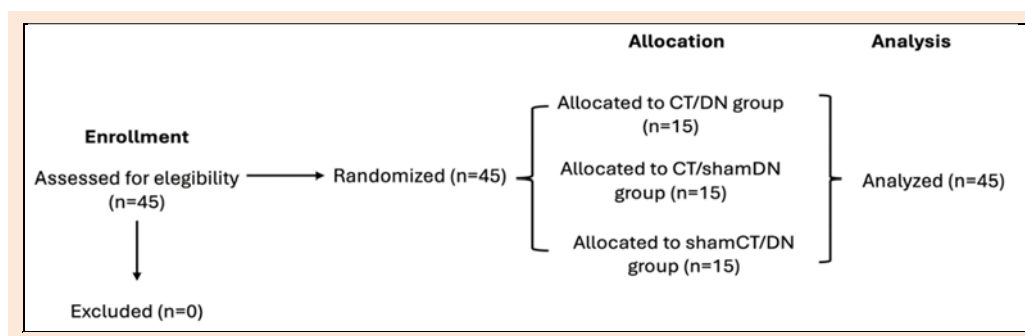 Enrollment
Assessed for elegibility
(n=45)
Excluded (n=0)
Randomized (n=45)
Allocation
Allocated to CT/DN group
(n=15)
Allocated to CT/shamDN
group (n=15)
Allocated to shamCT/DN
group (n=15)
Analysis
Analyzed (n=45)